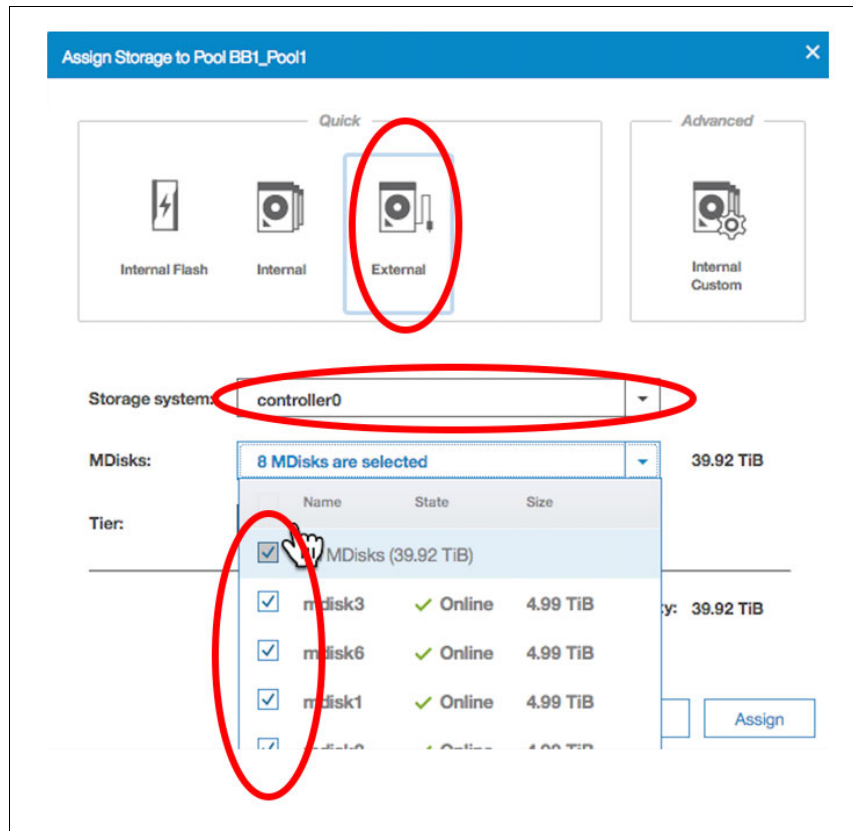 Assign Storage to Pool BB1_Pool1
Quick
Advanced
Internal Flash
Internal
External
Internal
Custom
Storage system:
controller0
MDisks:
8 MDisks are selected
39.92 TiB
Name State Size
Tier:
MDisks (39.92 TiB)
mdisk3 Online 4.99 TiB
y: 39.92 TiB
mdisk6 Online 4.99 TiB
mdisk1 Online 4.99 TiB
Assign